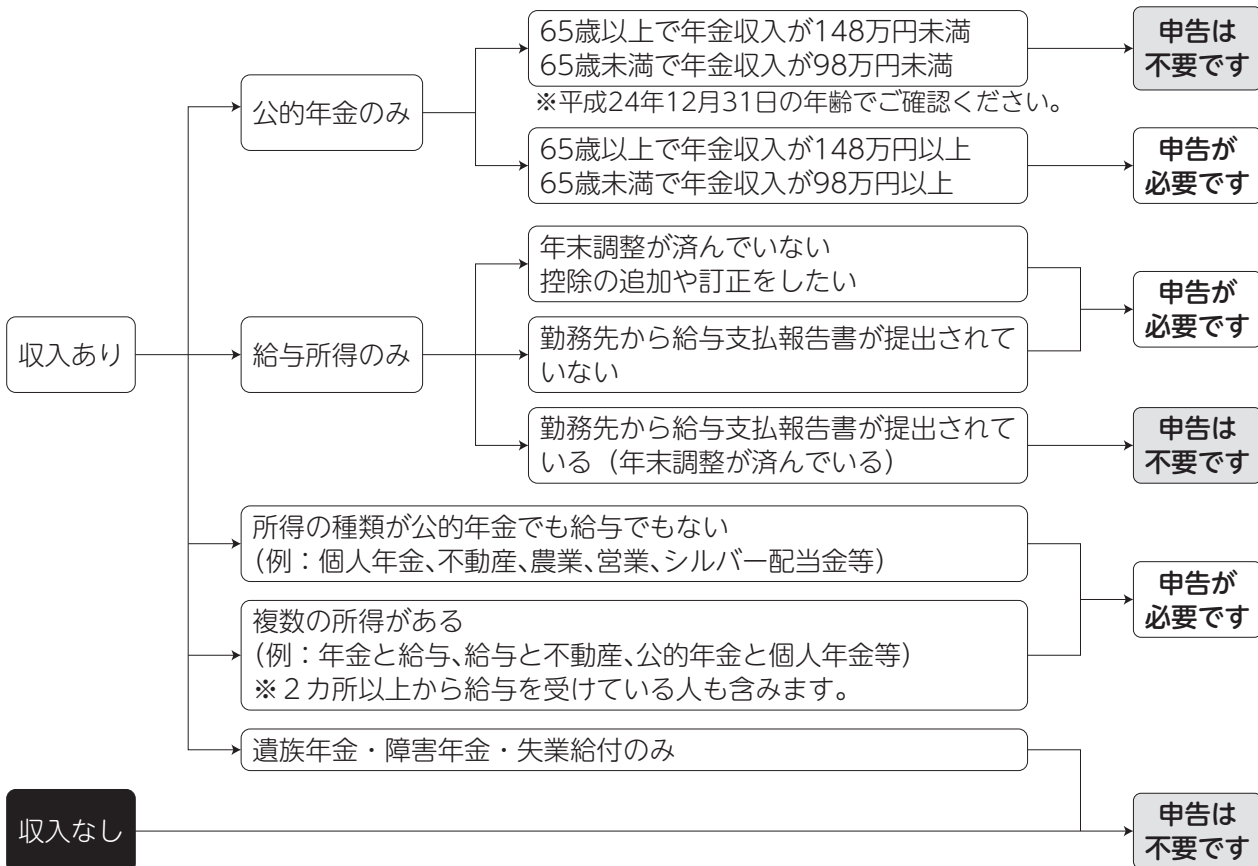 65歳以上で年金収入が148万円未満
65歳未満で年金収入が98万円未満
※平成24年12月31日の年齢でご確認ください。
申告は
不要です
公的年金のみ
65歳以上で年金収入が148万円以上
65歳未満で年金収入が98万円以上
申告が
必要です
年末調整が済んでいない
控除の追加や訂正をしたい
申告が
必要です
収入あり
給与所得のみ
勤務先から給与支払報告書が提出されて
いない
勤務先から給与支払報告書が提出されて
いる（年末調整が済んでいる）
申告は
不要です
所得の種類が公的年金でも給与でもない
（例：個人年金、不動産、農業、営業、シルバー配当金等）
申告が
必要です
複数の所得がある
（例：年金と給与、給与と不動産、公的年金と個人年金等）
※２カ所以上から給与を受けている人も含みます。
遺族年金・障害年金・失業給付のみ
収入なし
申告は
不要です